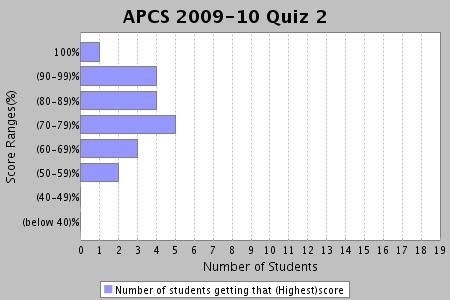 APCS 2009-10 Quiz 2
Score Ranges(%)
100%
(90-99)%
(80-89)%
(70-79)%
(60-69)%
(50-59)%
(40-49)%
(below 40)%
0 1 2 3 4 5 6 7 8 9 10 11 12 13 14 15 16 17 18 19
Number of Students
Number of students getting that (Highest)score